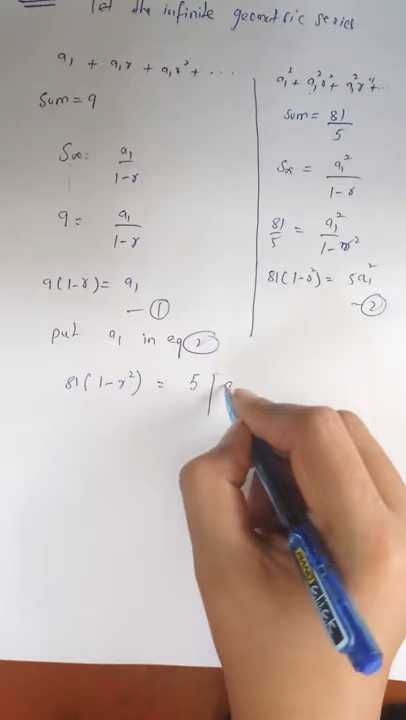 Let the infinite geometric series
a₁ + a₁r + a₁r² + ...
Sum = 9
S∞ = a₁/1-r
9 = a₁/1-r
9(1-r) = a₁
— ①
a₁² + a₁²r² + a₁²r⁴ + ...
Sum = 81/5
S∞ = a₁²/1-r
81/5 = a₁²/1-r²
81(1-r²) = 5a₁²
— ②
put a₁ in eq ②
81(1-r²) = 5
CLICK